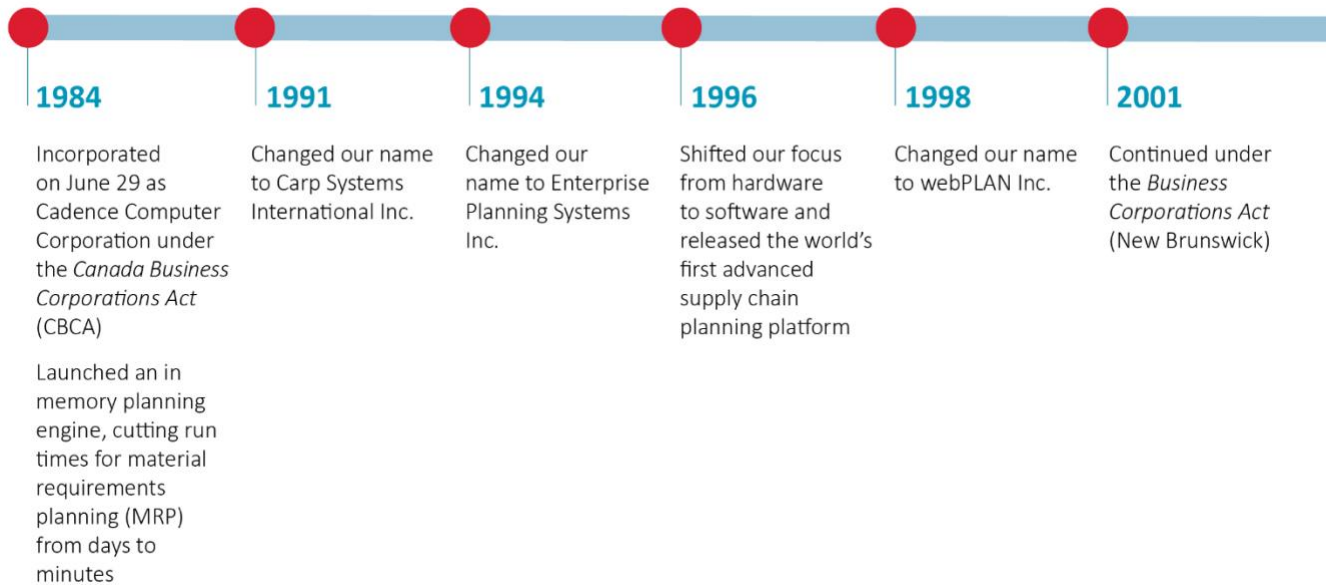 1984
Incorporated
on June 29 as
Cadence Computer
Corporation under
the Canada Business
Corporations Act
(CBCA)
Launched an in
memory planning
engine, cutting run
times for material
requirements
planning (MRP)
from days to
minutes
1991
Changed our name
to Carp Systems
International Inc.
1994
Changed our
name to Enterprise
Planning Systems
Inc.
1996
Shifted our focus
from hardware
to software and
released the world’s
first advanced
supply chain
planning platform
1998
Changed our name
to webPLAN Inc.
2001
Continued under
the Business
Corporations Act
(New Brunswick)